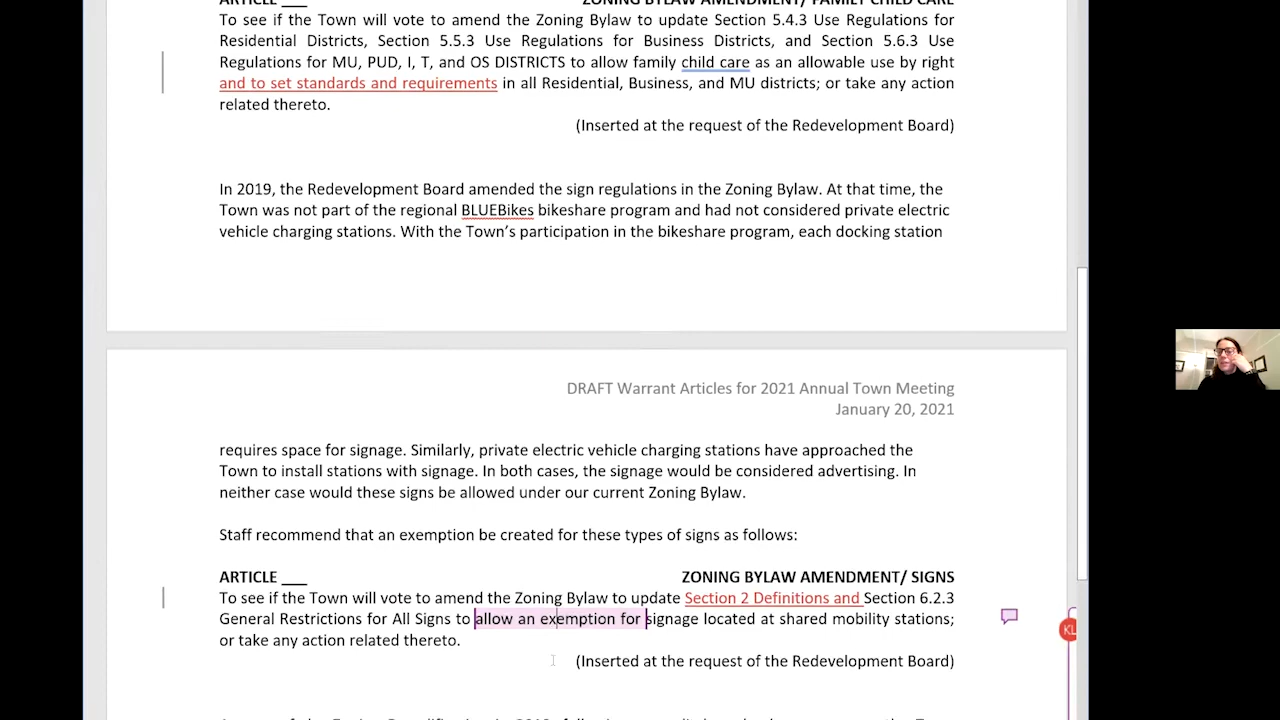 ARTICLE ___ ZONING BYLAW AMENDMENT/ FAMILY CHILD CARE
To see if the Town will vote to amend the Zoning Bylaw to update Section 5.4.3 Use Regulations for
Residential Districts, Section 5.5.3 Use Regulations for Business Districts, and Section 5.6.3 Use
Regulations for MU, PUD, I, T, and OS DISTRICTS to allow family child care as an allowable use by right
and to set standards and requirements in all Residential, Business, and MU districts; or take any action
related thereto.
(Inserted at the request of the Redevelopment Board)
In 2019, the Redevelopment Board amended the sign regulations in the Zoning Bylaw. At that time, the
Town was not part of the regional BLUEBikes bikeshare program and had not considered private electric
vehicle charging stations. With the Town's participation in the bikeshare program, each docking station
DRAFT Warrant Articles for 2021 Annual Town Meeting
January 20, 2021
requires space for signage. Similarly, private electric vehicle charging stations have approached the
Town to install stations with signage. In both cases, the signage would be considered advertising. In
neither case would these signs be allowed under our current Zoning Bylaw.
Staff recommend that an exemption be created for these types of signs as follows:
ARTICLE ___ ZONING BYLAW AMENDMENT/ SIGNS
To see if the Town will vote to amend the Zoning Bylaw to update Section 2 Definitions and Section 6.2.3
General Restrictions for All Signs to allow an exemption for signage located at shared mobility stations;
or take any action related thereto.
KL
(Inserted at the request of the Redevelopment Board)